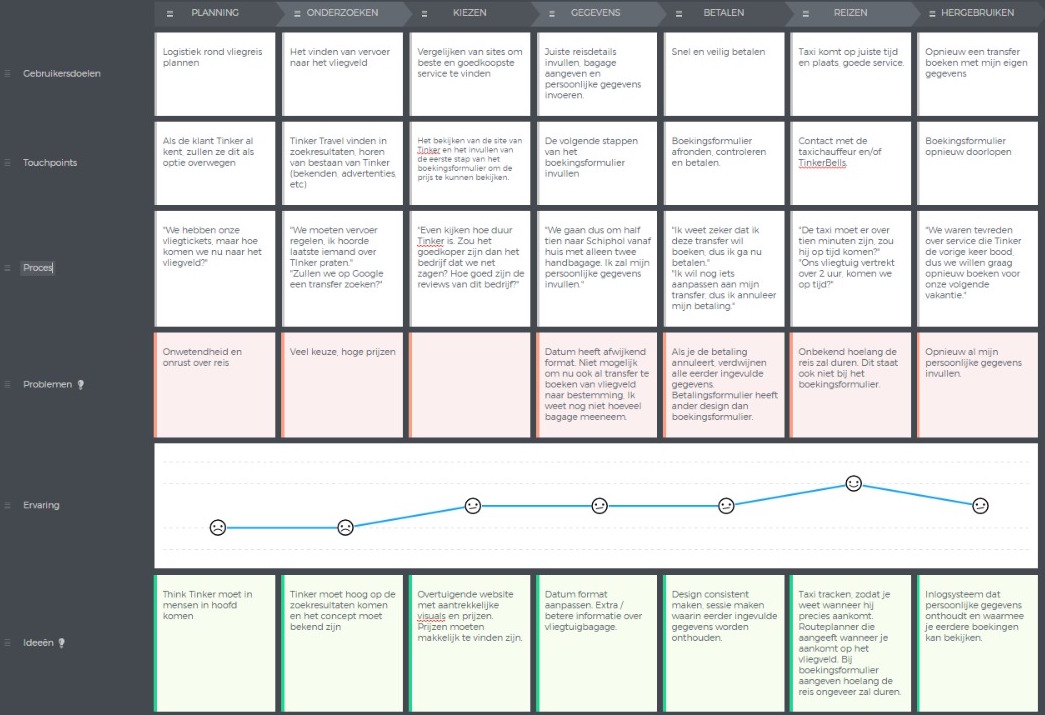 PLANNING
ONDERZOEKEN
KIEZEN
GEGEVENS
BETALEN
REIZEN
HERGEBRUIKEN
Gebruikersdoelen
Logistiek rond vliegreis
plannen
Het vinden van vervoer
naar het vliegveld
Vergelijken van sites om
beste en goedkoopste
service te vinden
Juiste reisdetails
invullen, bagage
aangeven en
persoonlijke gegevens
invoeren.
Snel en veilig betalen
Taxi komt op juiste tijd
en plaats, goede service.
Opnieuw een transfer
boeken met mijn eigen
gegevens
Touchpoints
Als de klant Tinker al
kent, zullen ze dit als
optie overwegen
Tinker Travel vinden in
zoekresultaten, horen
van bestaan van Tinker
(bekenden, advertenties
etc)
Het bekijken van de site van
Tinker en het invullen van
de eerste stap van het
boekingsformulier om de
prijs te kunnen bekijken.
De volgende stappen
van het
boekingsformulier
invullen
Boekingsformulier
afronden, controleren
en betalen.
Contact met de
taxichauffeur en/of
TinkerBells.
Boekingsformulier
opnieuw doorlopen
Proces
"We hebben onze
vliegtickets, maar hoe
komen we nu naar het
vliegveld?"
"We moeten vervoer
regelen, ik hoorde
laatste iemand over
TInker praten."
"Zullen we op Google
een transfer zoeken?"
"Even kijken hoe duur
Tinker is. Zou het
goedkoper zijn dan het
bedrijf dat we net
zagen? Hoe goed zijn de
reviews van dit bedrijf?"
"We gaan dus om half
tien naar Schiphol vanaf
huis met alleen twee
handbagage. Ik zal mijn
persoonlijke gegevens
invullen."
"Ik weet zeker dat ik
deze transfer wil
boeken, dus ik ga nu
betalen."
"Ik wil nog iets
aanpassen aan mijn
transfer, dus ik annuleer
mijn betaling."
"De taxi moet er over
tien minuten zijn, zou
hij op tijd komen?"
"Ons vliegtuig vertrekt
over 2 uur, komen we
op tijd?"
"We waren tevreden
over service die Tinker
de vorige keer bood,
dus we willen graag
opnieuw boeken voor
onze volgende
vakantie."
Problemen
Onwetendheid en
onrust over reis
Veel keuze, hoge prijzen
Datum heeft afwijkend
format. Niet mogelijk
om nu ook al transfer te
boeken van vliegveld
naar bestemming. Ik
weet nog niet hoeveel
bagage meeneem.
Als je de betaling
annuleert, verdwijnen
alle eerder ingevulde
gegevens.
Betalingsformulier heeft
ander design dan
boekingsformulier.
Onbekend hoelang de
reis zal duren. Dit staat
ook niet bij het
boekingsformulier.
Opnieuw al mijn
persoonlijke gegevens
invullen.
Ervaring
Ideeën
Think Tinker moet in
mensen in hoofd
komen
Tinker moet hoog op de
zoekresultaten komen
en het concept moet
bekend zijn
Overtuigende website
met aantrekkelijke
visuals en prijzen.
Prijzen moeten
makkelijk te vinden zijn.
Datum format
aanpassen. Extra /
betere informatie over
vliegtuigbagage.
Design consistent
maken, sessie maken
waarin eerder ingevulde
gegevens worden
onthouden.
Taxi tracken, zodat je
weet wanneer hij
precies aankomt.
Routeplanner die
aangeeft wanneer je
aankomt op het
vliegveld. Bij
boekingsformulier
aangeven hoelang de
reis ongeveer zal duren.
Inlogsysteem dat
persoonlijke gegevens
onthoudt en waarmee
je eerdere boekingen
kan bekijken.